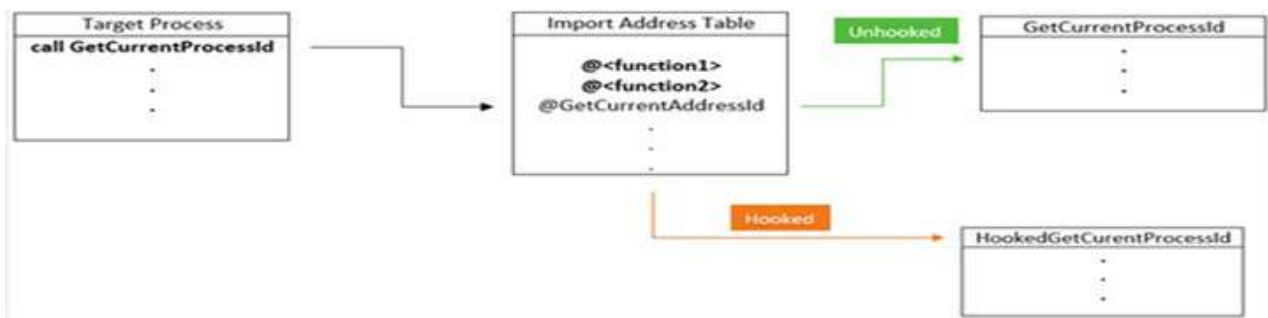 Target Process
call GetCurrentProcessId
.
.
.
Import Address Table
@<function1>
@<function2>
@GetCurrentAddressId
.
.
.
Unhooked
GetCurrentProcessId
.
.
.
Hooked
HookedGetCurentProcessId
.
.
.